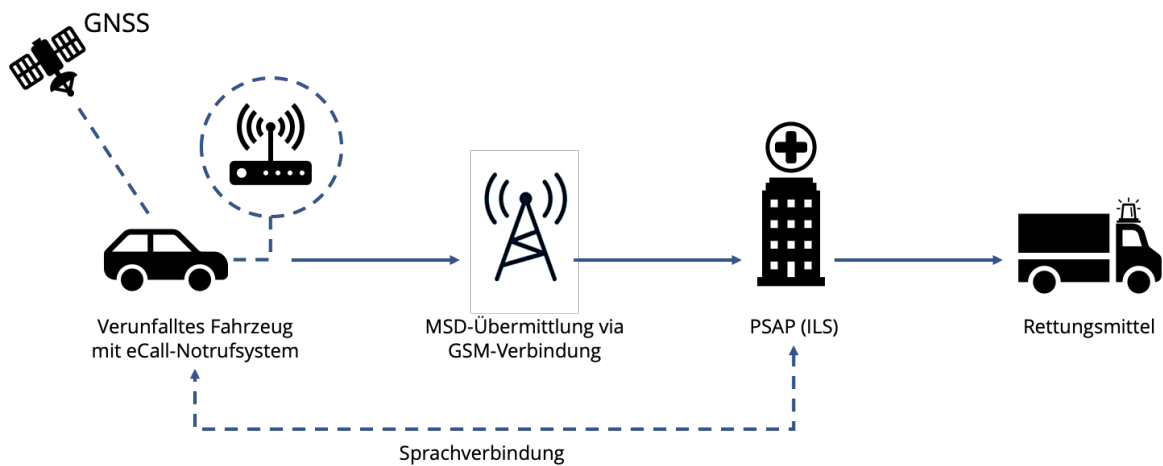 GNSS
Verunfalltes Fahrzeug
mit eCall-Notrufsystem
MSD-Übermittlung via
GSM-Verbindung
PSAP (ILS)
Rettungsmittel
Sprachverbindung